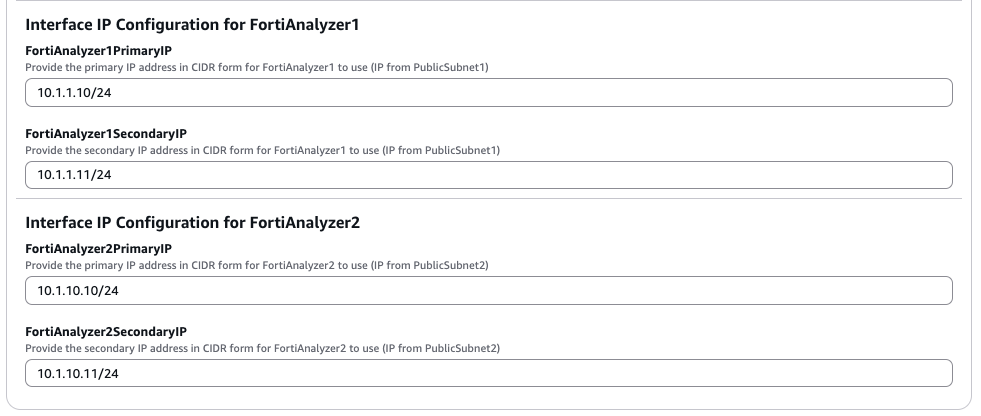 Interface IP Configuration for FortiAnalyzer1
FortiAnalyzer1PrimaryIP
Provide the primary IP address in CIDR form for FortiAnalyzer1 to use (IP from PublicSubnet1)
10.1.1.10/24
FortiAnalyzer1SecondaryIP
Provide the secondary IP address in CIDR form for FortiAnalyzer1 to use (IP from PublicSubnet1)
10.1.1.11/24
Interface IP Configuration for FortiAnalyzer2
FortiAnalyzer2PrimaryIP
Provide the primary IP address in CIDR form for FortiAnalyzer2 to use (IP from PublicSubnet2)
10.1.10.10/24
FortiAnalyzer2SecondaryIP
Provide the secondary IP address in CIDR form for FortiAnalyzer2 to use (IP from PublicSubnet2)
10.1.10.11/24